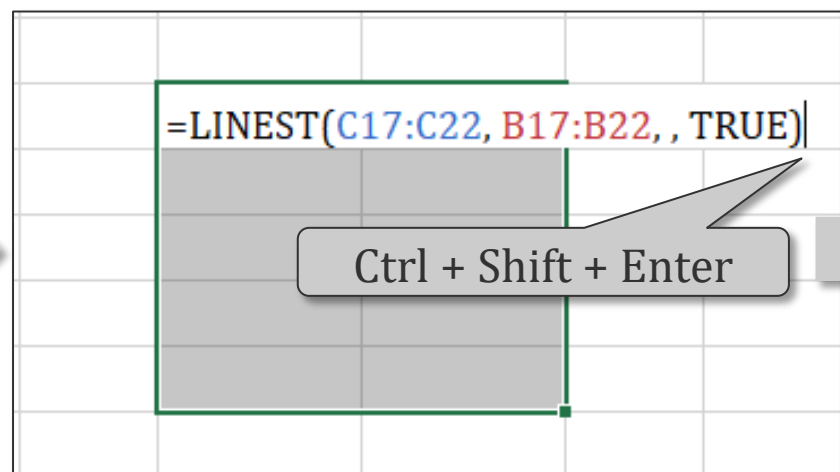 =LINEST(C17:C22, B17:B22, , TRUE)
Ctrl + Shift + Enter